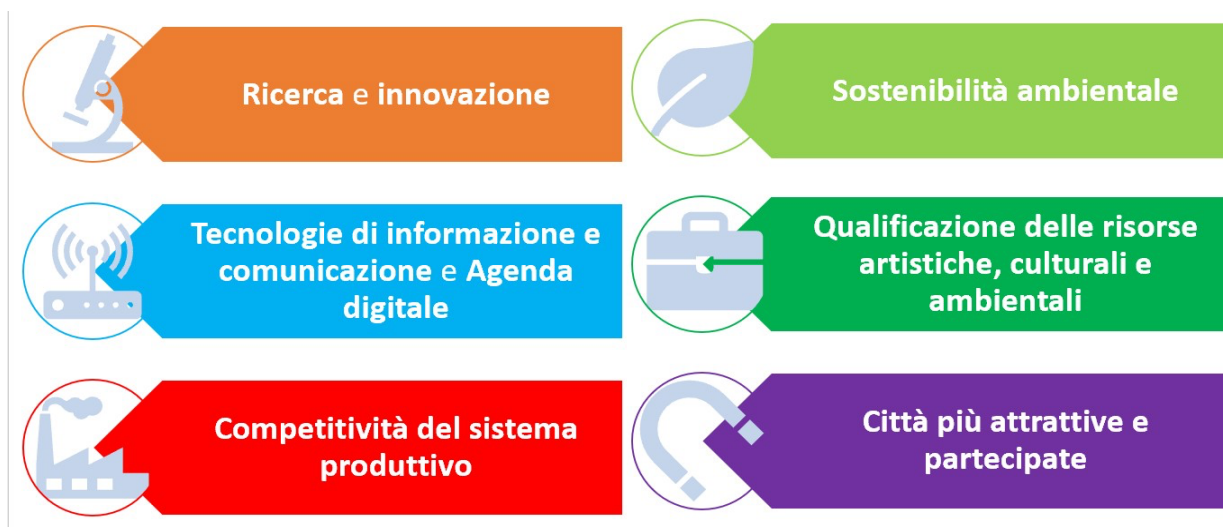 Ricerca e innovazione
Tecnologie di informazione e
comunicazione e Agenda
digitale
Competitività del sistema
produttivo
Sostenibilità ambientale
Qualificazione delle risorse
artistiche, culturali e
ambientali
Città più attrattive e
partecipate